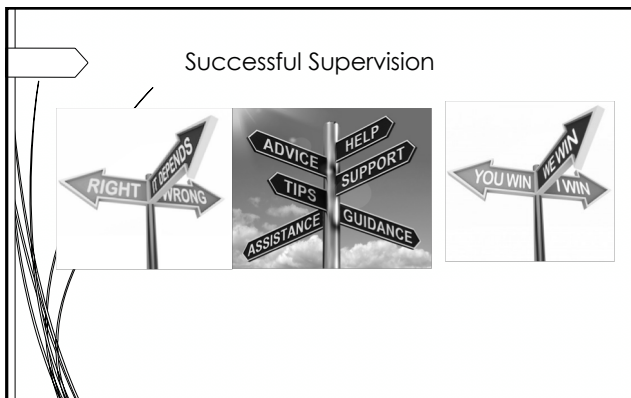 Successful Supervision
RIGHT
IT DEPENDS
WRONG
ADVICE
HELP
SUPPORT
TIPS
ASSISTANCE
GUIDANCE
YOU WIN
WE WIN
I WIN